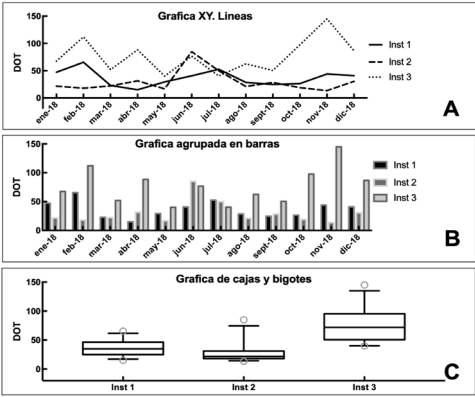 Grafica XY. Lineas
150
100
50
0
DOT
Inst 1
Inst 2
Inst 3
ene-18
feb-18
mar-18
abr-18
may-18
jun-18
jul-18
ago-18
sept-18
oct-18
nov-18
dic-18
A
Grafica agrupada en barras
150
100
50
0
DOT
Inst 1
Inst 2
Inst 3
ene-18
feb-18
mar-18
abr-18
may-18
jun-18
jul-18
ago-18
sept-18
oct-18
nov-18
dic-18
B
Grafica de cajas y bigotes
150
100
50
0
DOT
Inst 1
Inst 2
Inst 3
C